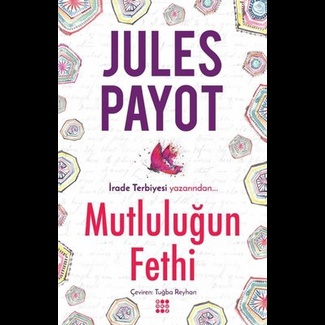 JULES
PAYOT
İrade Terbiyesi yazarından...
Mutluluğun
Fethi
Çeviren: Tuğba Reyhan